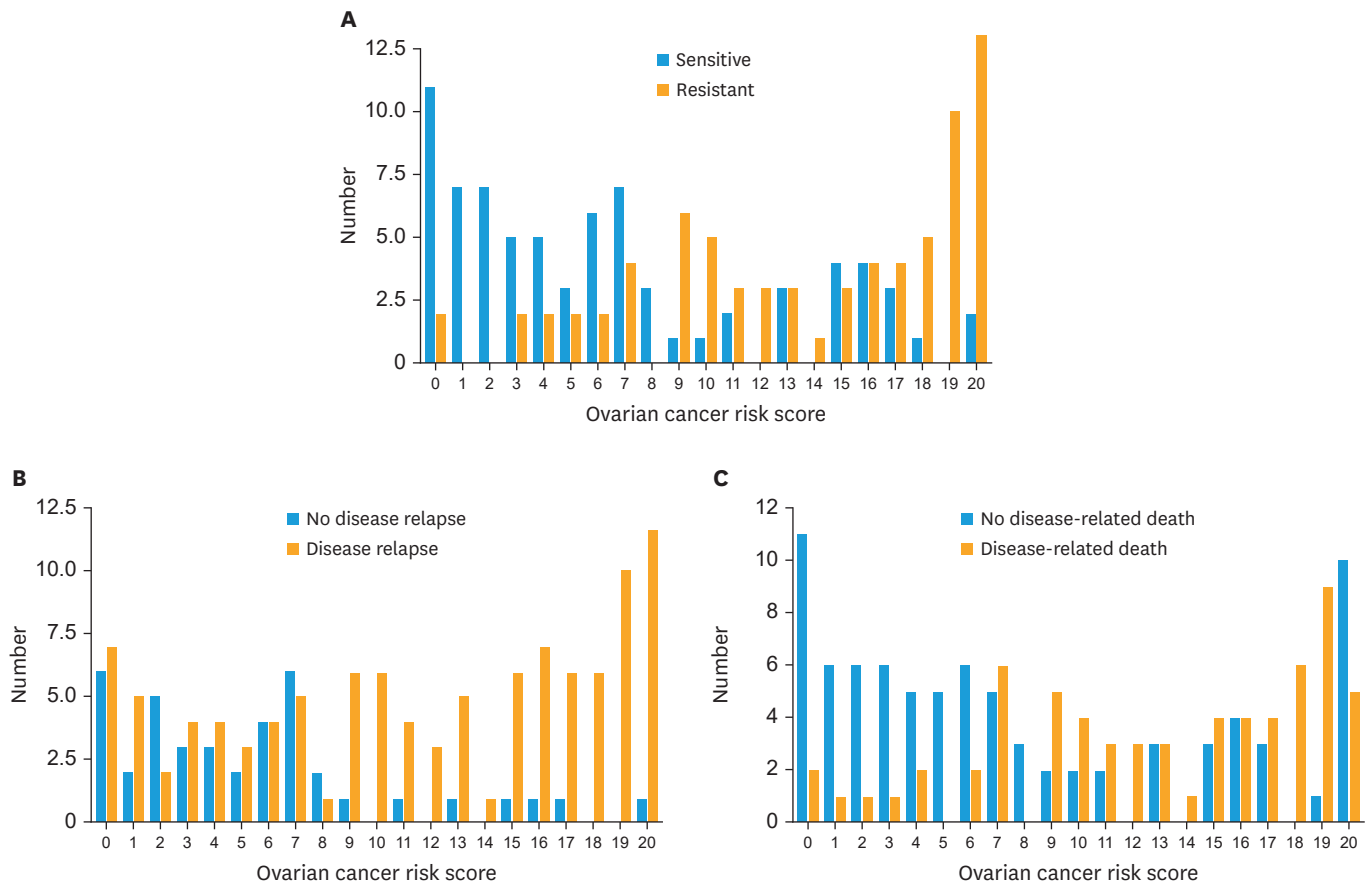 A
12.5
10.0
7.5
5.0
2.5
0
Number
Sensitive
Resistant
0 1 2 3 4 5 6 7 8 9 10 11 12 13 14 15 16 17 18 19 20
Ovarian cancer risk score
B
12.5
10.0
7.5
5.0
2.5
0
Number
No disease relapse
Disease relapse
0 1 2 3 4 5 6 7 8 9 10 11 12 13 14 15 16 17 18 19 20
Ovarian cancer risk score
C
12
10
8
6
4
2
0
Number
No disease-related death
Disease-related death
0 1 2 3 4 5 6 7 8 9 10 11 12 13 14 15 16 17 18 19 20
Ovarian cancer risk score